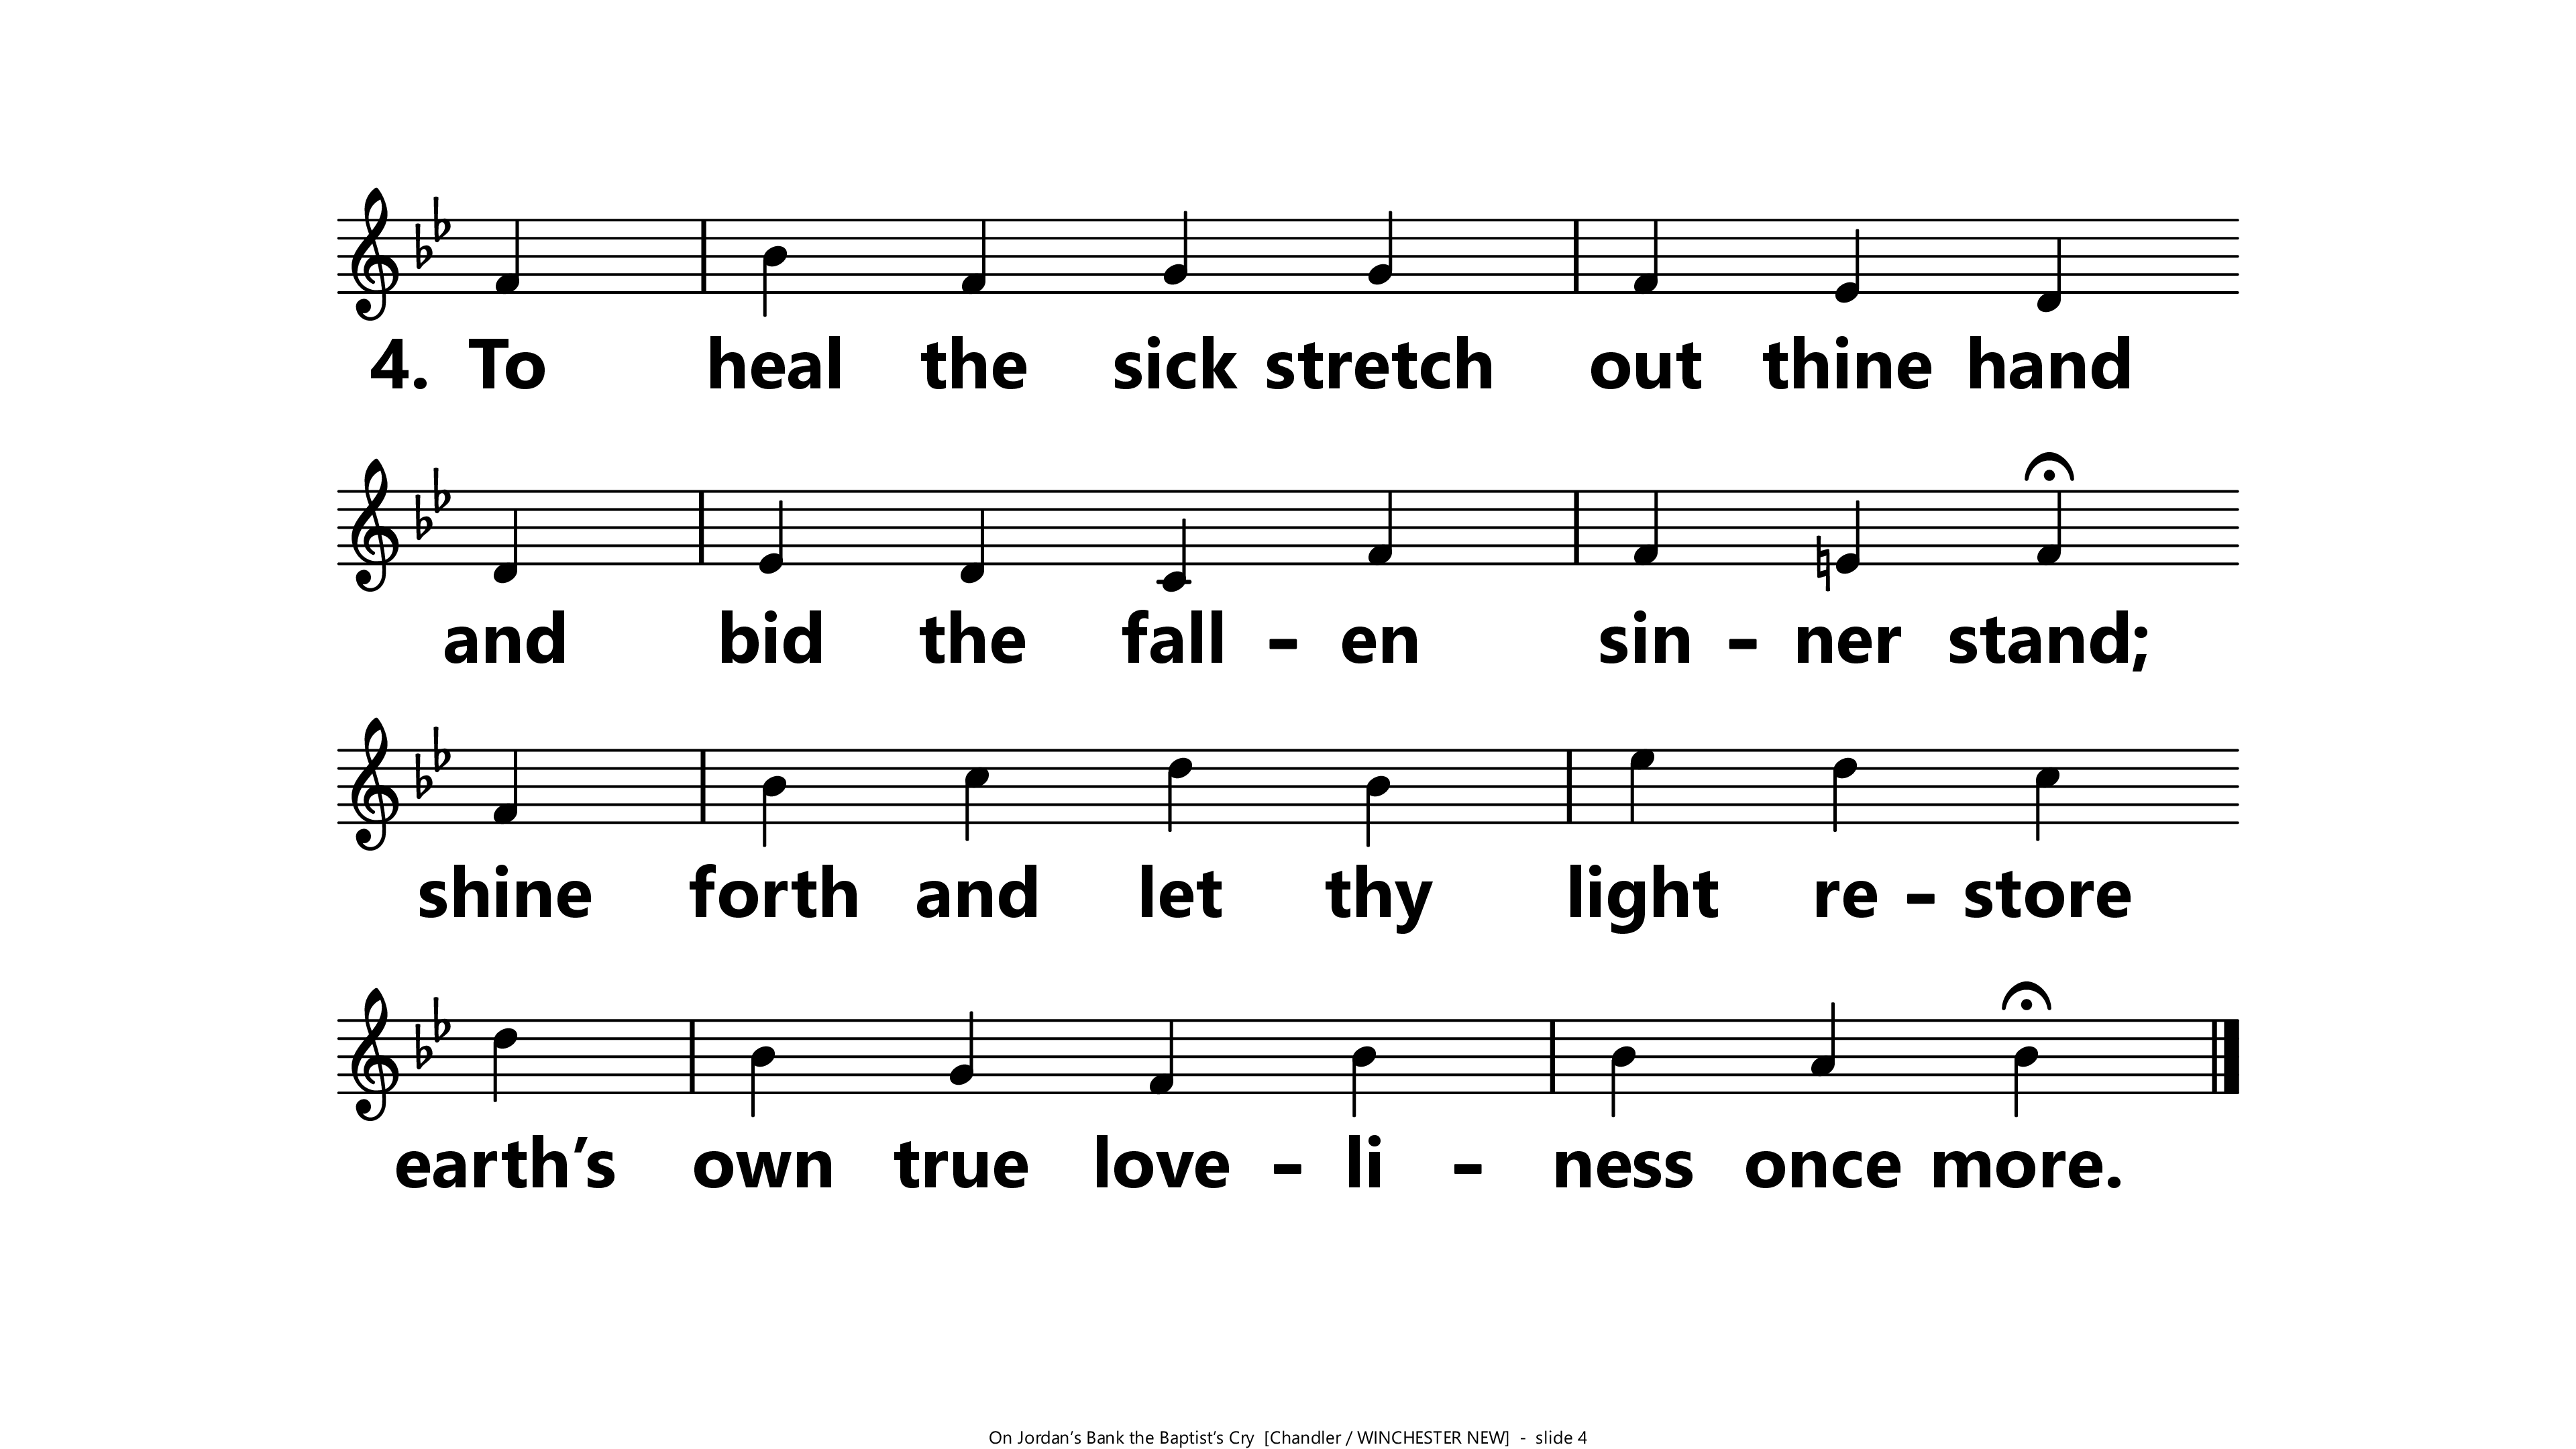 4. To heal the sick stretch out thine hand
and bid the fall - en sin - ner stand;
shine forth and let thy light re - store
earth’s own true love - li - ness once more.
On Jordan’s Bank the Baptist’s Cry [Chandler / WINCHESTER NEW] - slide 4